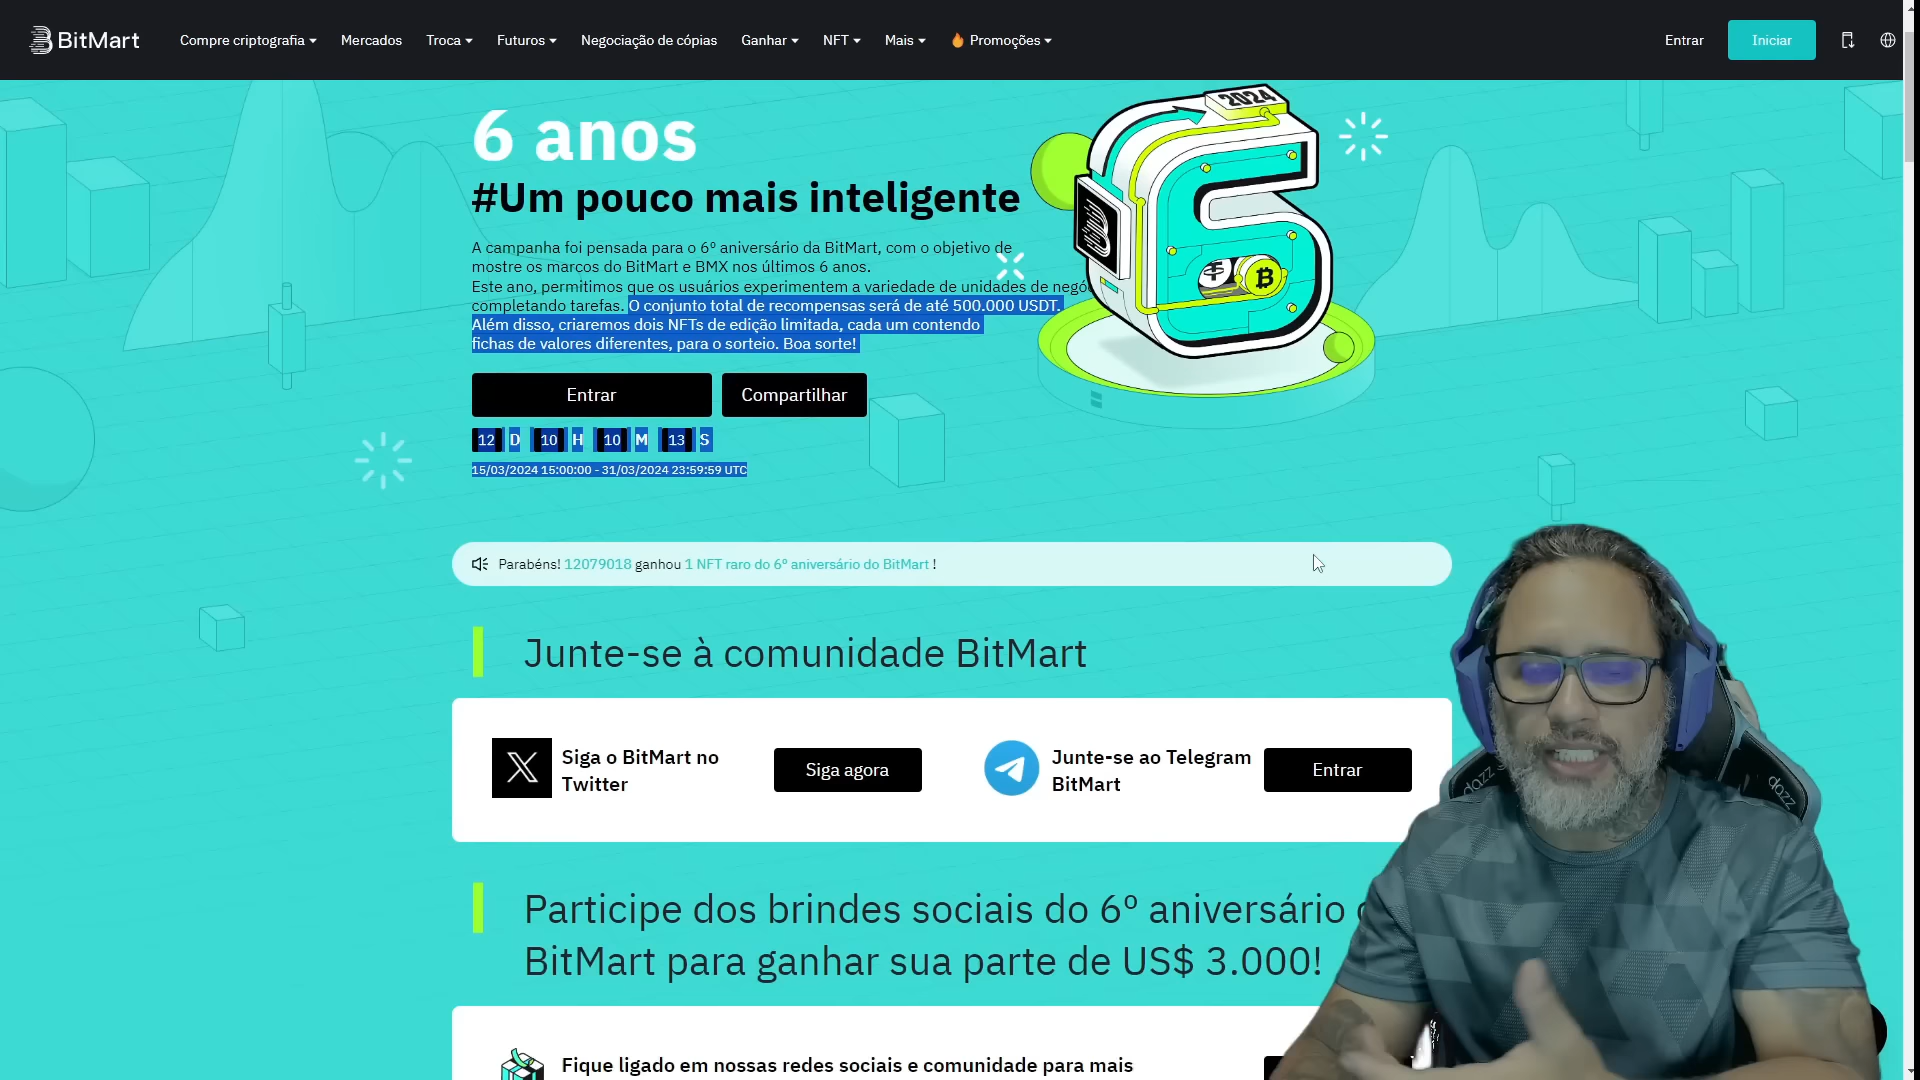 BitMart
Compre criptografia
Mercados
Troca
Futuros
Negociação de cópias
Ganhar
NFT
Mais
Promoções
Entrar
Iniciar
2024
6 anos
#Um pouco mais inteligente
A campanha foi pensada para o 6º aniversário da BitMart, com o objetivo de
mostre os marcos do BitMart e BMX nos últimos 6 anos.
Este ano, permitimos que os usuários experimentem a variedade de unidades de
completando tarefas. O conjunto total de recompensas será de até 500.000 USDT.
Além disso, criaremos dois NFTs de edição limitada, cada um contendo
fichas de valores diferentes, para o sorteio. Boa sorte!
Entrar
Compartilhar
12 D 10 H 10 M 13 S
15/03/2024 15:00:00 - 31/03/2024 23:59:59 UTC
Parabéns! 12079018 ganhou 1 NFT raro do 6º aniversário do BitMart !
Junte-se à comunidade BitMart
Siga o BitMart no
Twitter
Siga agora
Junte-se ao Telegram
BitMart
Entrar
Participe dos brindes sociais do 6º aniversário
BitMart para ganhar sua parte de US$ 3.000!
Fique ligado em nossas redes sociais e comunidade para mais
dazz
dazz